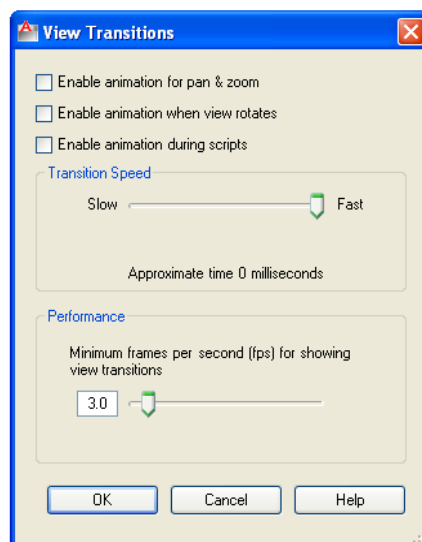 View Transitions
Enable animation for pan & zoom
Enable animation when view rotates
Enable animation during scripts
Transition Speed
Slow Fast
Approximate time 0 milliseconds
Performance
Minimum frames per second (fps) for showing
view transitions
3.0
OK Cancel Help